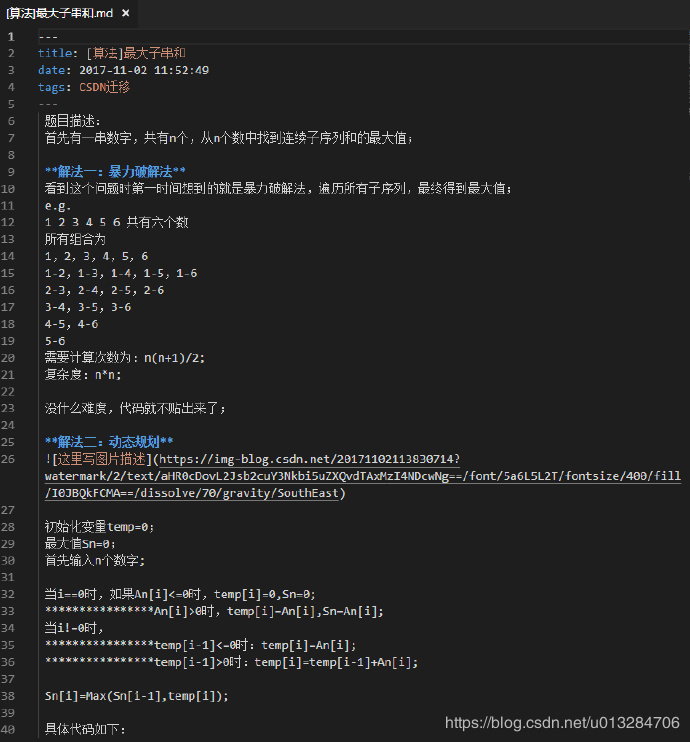 [算法]最大子串和.md ×
1 ---
2 title: [算法]最大子串和
3 date: 2017-11-02 11:52:49
4 tags: CSDN迁移
5 ---
6 题目描述:
7 首先有一串数字，共有n个，从n个数中找到连续子序列和的最大值;
8
9 **解法一：暴力破解法**
10 看到这个问题时第一时间想到的就是暴力破解法，遍历所有子序列，最终得到最大值;
11 e.g.
12 1 2 3 4 5 6 共有六个数
13 所有组合为
14 1, 2, 3, 4, 5, 6
15 1-2, 1-3, 1-4, 1-5, 1-6
16 2-3, 2-4, 2-5, 2-6
17 3-4, 3-5, 3-6
18 4-5, 4-6
19 5-6
20 需要计算次数为：n(n+1)/2;
21 复杂度：n*n;
22
23 没什么难度，代码就不贴出来了;
24
25 **解法二：动态规划**
26 ![这里写图片描述](https://img-blog.csdn.net/20171102113830714?
watermark/2/text/aHR0cDovL2Jsb2cuY3Nkbi5uZXQvdTAxMzI4NDcwNg==/font/5a6L5L2T/fontsize/400/fill
/I0JBQkFCMA==/dissolve/70/gravity/SouthEast)
27
28 初始化变量temp=0;
29 最大值Sn=0;
30 首先输入n个数字;
31
32 当i==0时，如果An[i]<=0时，temp[i]=0,Sn=0;
33 ****************An[i]>0时，temp[i]=An[i],Sn=An[i];
34 当i!=0时，
35 ****************temp[i-1]<=0时：temp[i]=An[i];
36 ****************temp[i-1]>0时：temp[i]=temp[i-1]+An[i];
37
38 Sn[i]=Max(Sn[i-1],temp[i]);
39
40 具体代码如下:
https://blog.csdn.net/u013284706